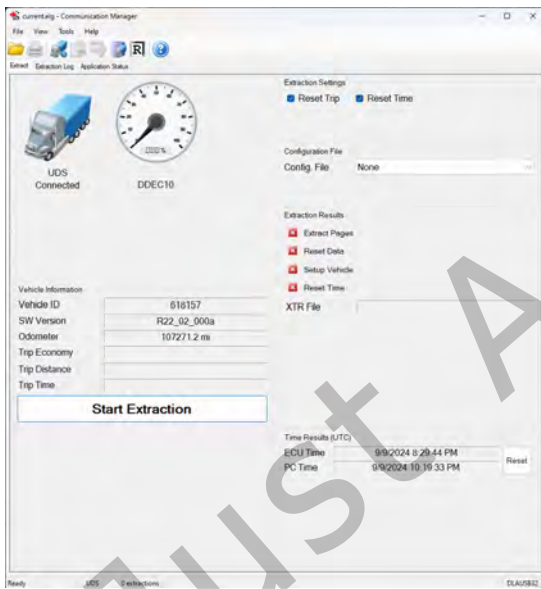 current.elg - Communication Manager
File View Tools Help
R
Extract Extraction Log Application Status
UDS
Connected
DDEC10
Extraction Settings
Reset Trip Reset Time
Configuration File
Config. File None
Extraction Results
Extract Pages
Reset Data
Setup Vehicle
Reset Time
XTR File
Vehicle Information
Vehicle ID 618157
SW Version R22_02_000a
Odometer 107271.2 mi
Trip Economy
Trip Distance
Trip Time
Start Extraction
Time Results (UTC)
ECU Time 9/9/2024 8:29:44 PM
PC Time 9/9/2024 10:19:33 PM
Reset
Ready UDS 0 extractions
Just A